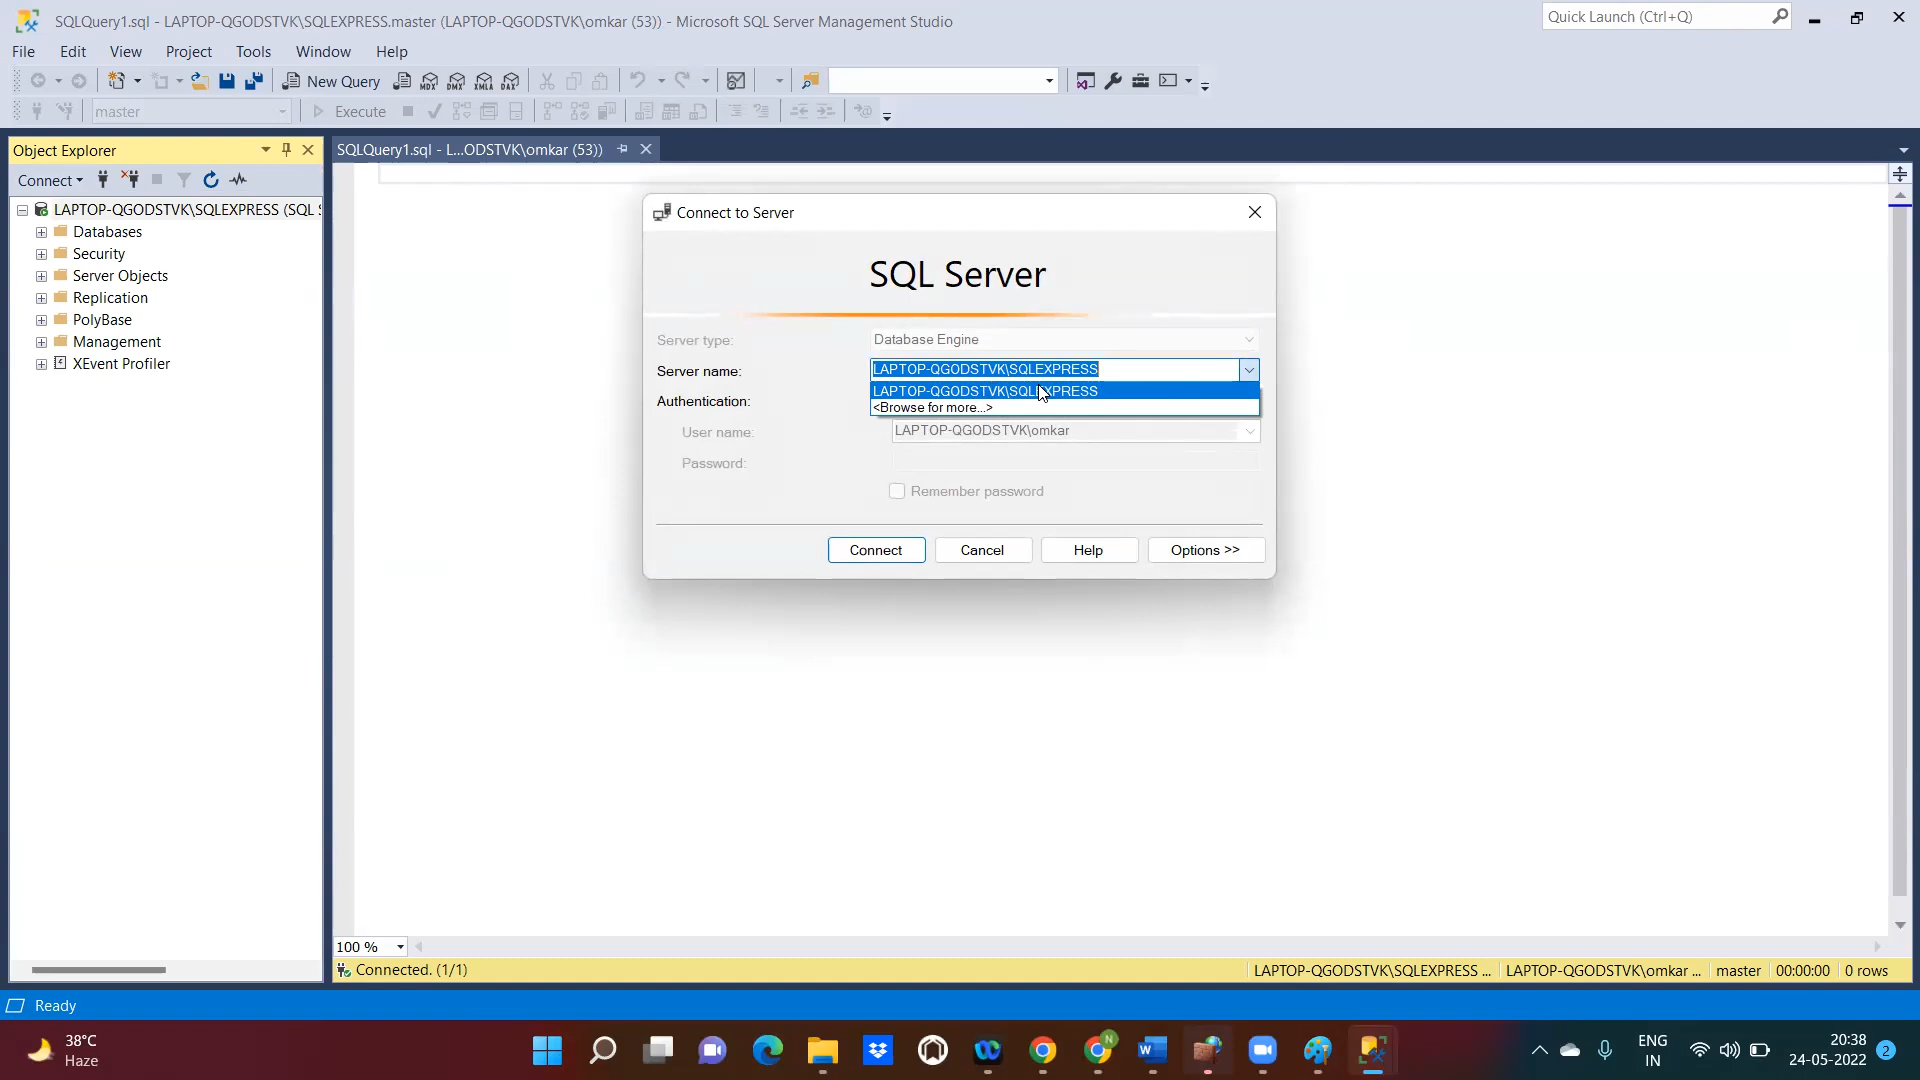 SQLQuery1.sql - LAPTOP-QGODSTVK\SQLEXPRESS.master (LAPTOP-QGODSTVK\omkar (53)) - Microsoft SQL Server Management Studio
Quick Launch (Ctrl+Q)
File Edit View Project Tools Window Help
New Query MDX DMX XMLA DAX
master Execute
Object Explorer
SQLQuery1.sql - L...ODSTVK\omkar (53))
Connect
LAPTOP-QGODSTVK\SQLEXPRESS (SQL S
Databases
Security
Server Objects
Replication
PolyBase
Management
XEvent Profiler
Connect to Server
SQL Server
Server type: Database Engine
Server name: LAPTOP-QGODSTVK\SQLEXPRESS
LAPTOP-QGODSTVK\SQLEXPRESS
Authentication:
<Browse for more...>
User name: LAPTOP-QGODSTVK\omkar
Password:
Remember password
Connect Cancel Help Options >>
100 %
Connected. (1/1) LAPTOP-QGODSTVK\SQLEXPRESS ... LAPTOP-QGODSTVK\omkar ... master 00:00:00 0 rows
Ready
38°C
Haze
N
W
ENG
IN
20:38
24-05-2022
2